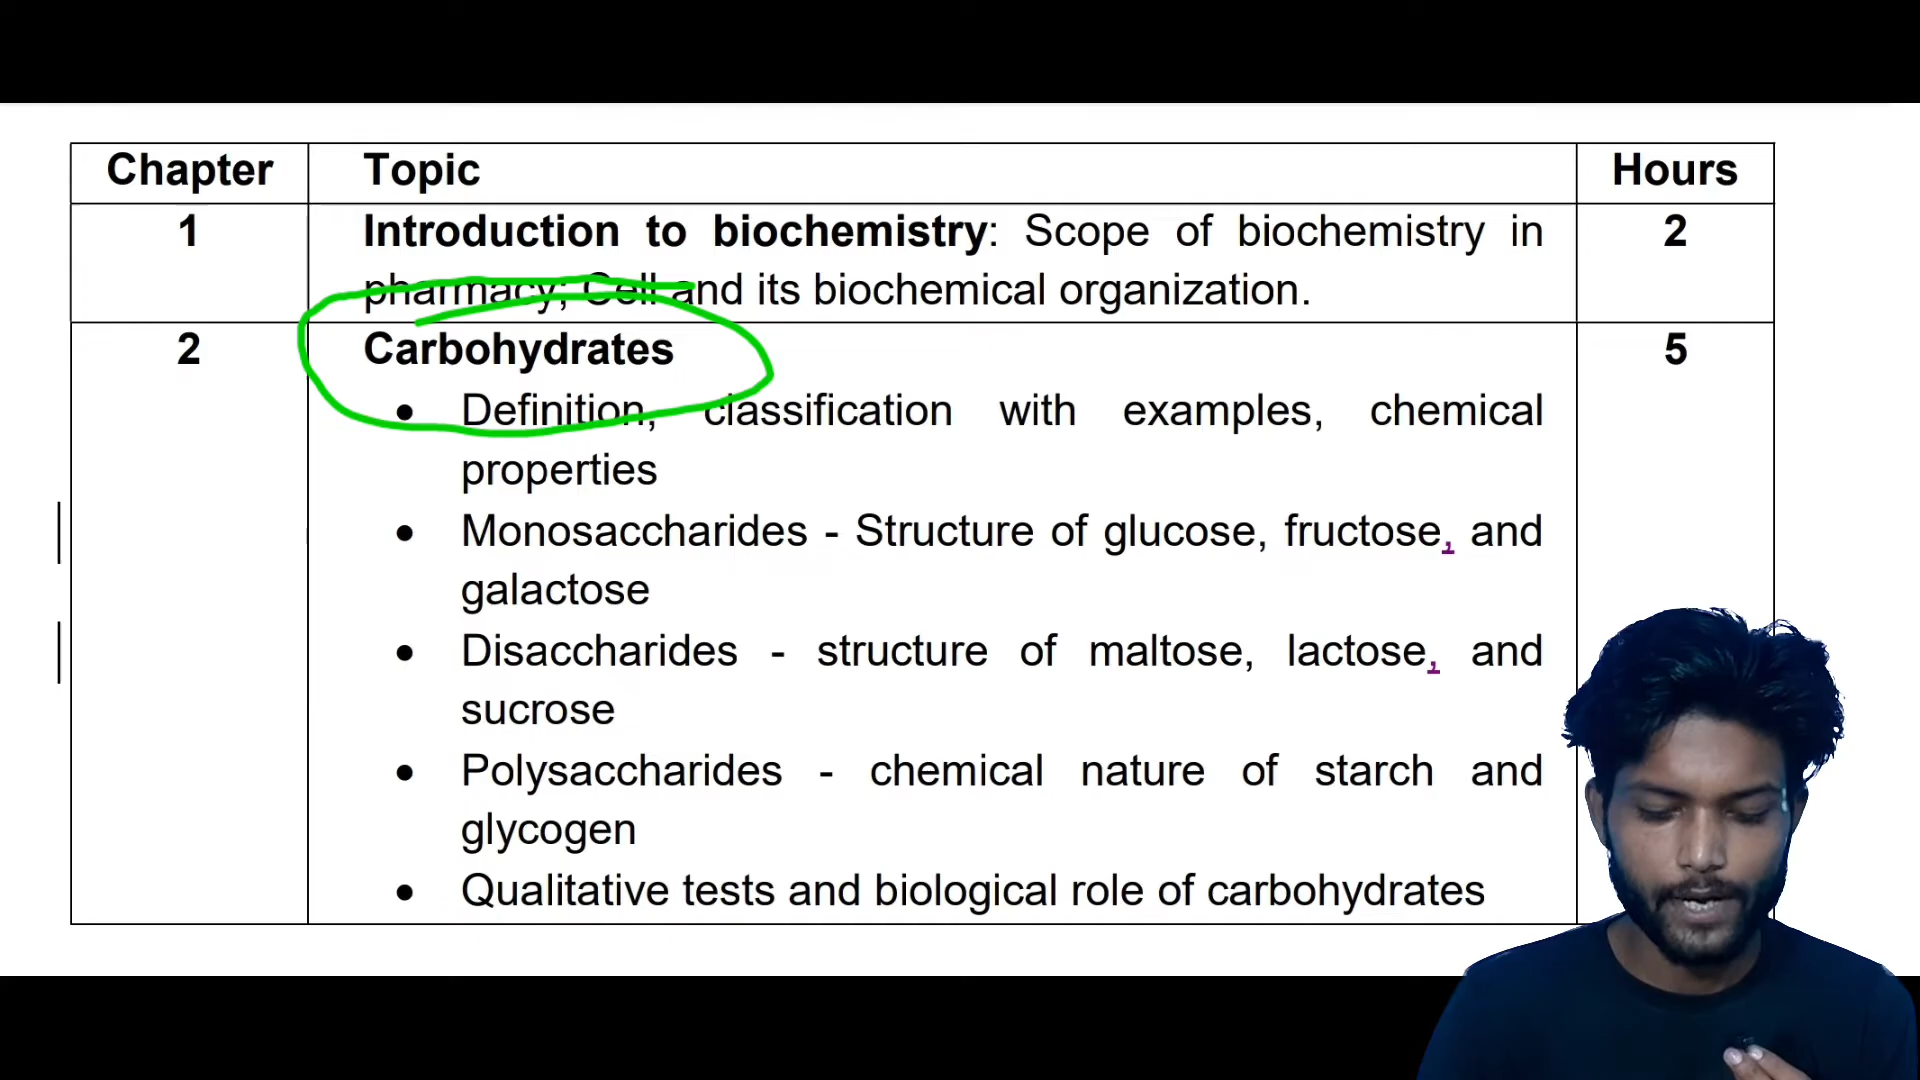 Chapter Topic Hours
1 Introduction to biochemistry: Scope of biochemistry in 2
pharmacy; Cell and its biochemical organization.
2 Carbohydrates 5
• Definition, classification with examples, chemical
properties
• Monosaccharides - Structure of glucose, fructose, and
galactose
• Disaccharides - structure of maltose, lactose, and
sucrose
• Polysaccharides - chemical nature of starch and
glycogen
• Qualitative tests and biological role of carbohydrates